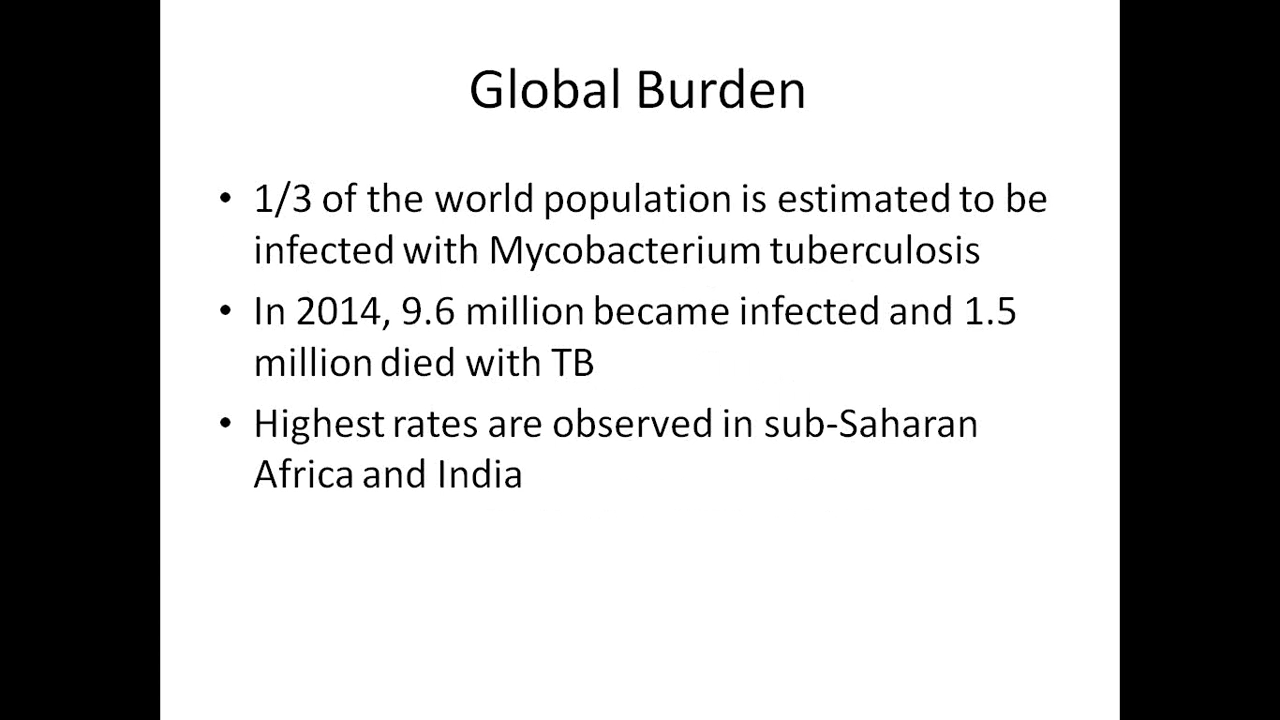 Global Burden
• 1/3 of the world population is estimated to be
infected with Mycobacterium tuberculosis
• In 2014, 9.6 million became infected and 1.5
million died with TB
• Highest rates are observed in sub-Saharan
Africa and India